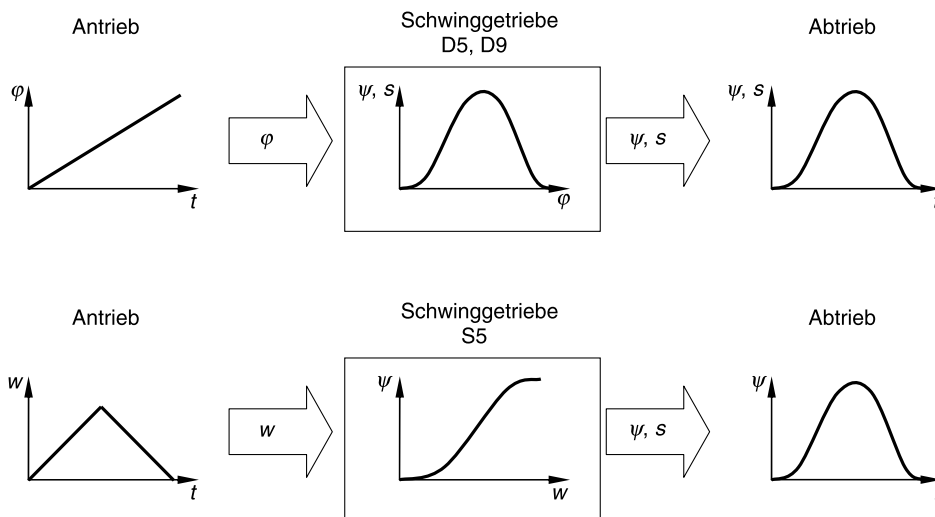 Antrieb
Schwinggetriebe
D5, D9
Abtrieb
φ
t
φ
ψ, s
φ
ψ, s
ψ, s
Antrieb
Schwinggetriebe
S5
Abtrieb
w
t
w
ψ
w
ψ, s
ψ